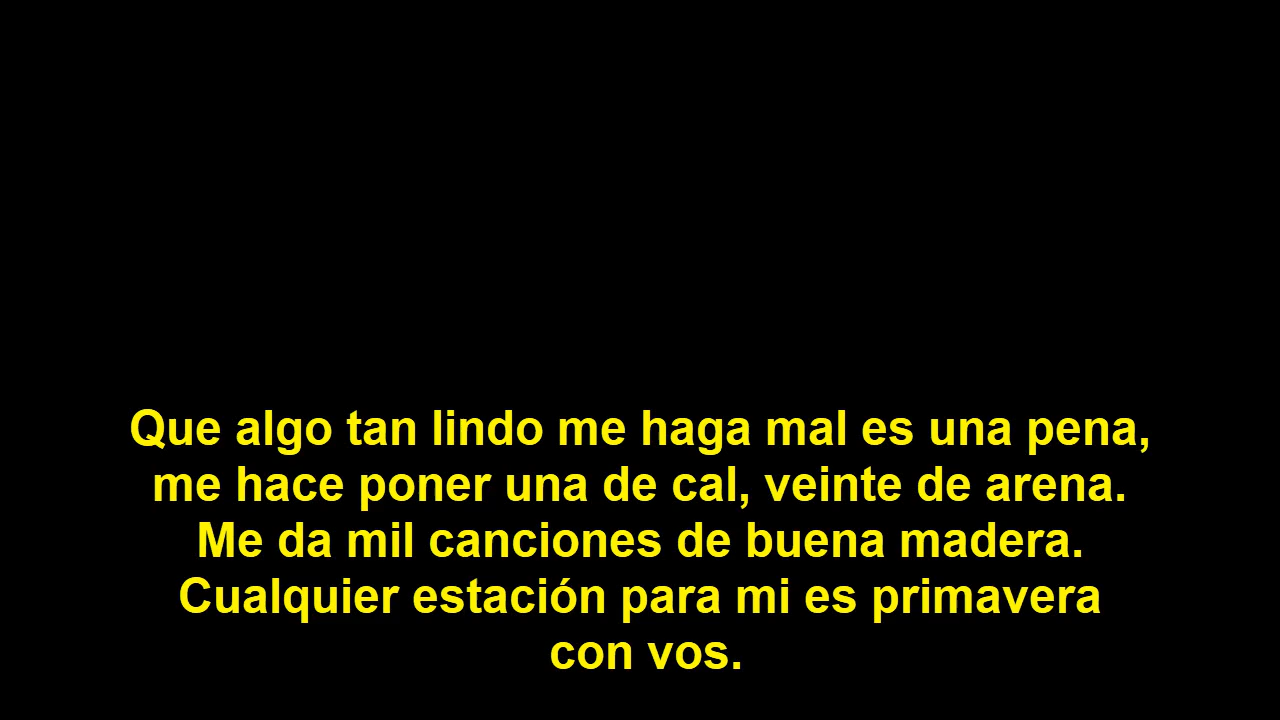 Que algo tan lindo me haga mal es una pena,
me hace poner una de cal, veinte de arena.
Me da mil canciones de buena madera.
Cualquier estación para mi es primavera
con vos.